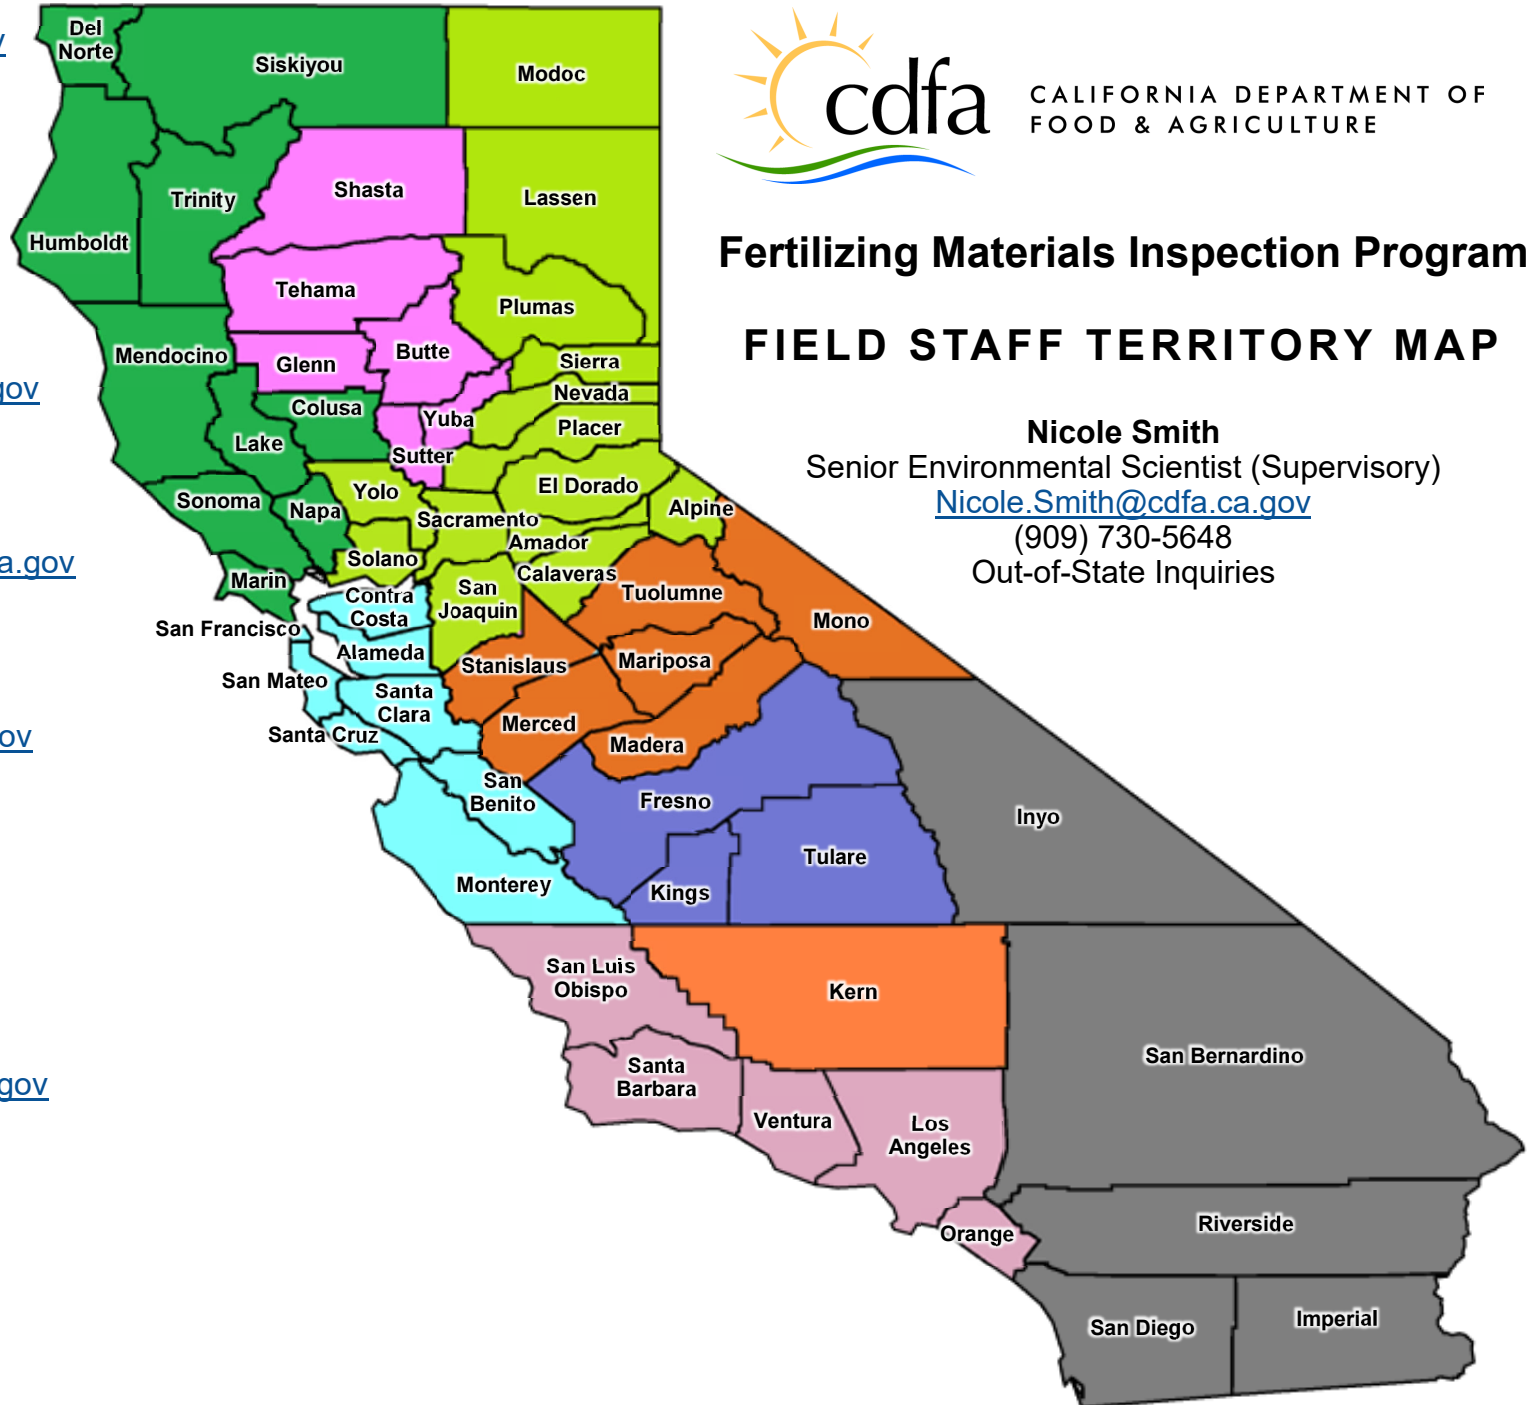 cdfa
CALIFORNIA DEPARTMENT OF
FOOD & AGRICULTURE
Fertilizing Materials Inspection Program
FIELD STAFF TERRITORY MAP
Nicole Smith
Senior Environmental Scientist (Supervisory)
Nicole.Smith@cdfa.ca.gov
(909) 730-5648
Out-of-State Inquiries
gov
a.gov
ov
gov
Del
Norte
Siskiyou
Modoc
Shasta
Lassen
Trinity
Humboldt
Tehama
Plumas
Mendocino
Glenn
Butte
Sierra
Nevada
Colusa
Yuba
Placer
Lake
Sutter
El Dorado
Yolo
Sonoma
Napa
Alpine
Sacramento
Amador
Solano
Calaveras
Marin
San
Joaquin
Contra
Costa
Tuolumne
Mono
San Francisco
Alameda
Stanislaus
Mariposa
San Mateo
Santa
Clara
Merced
Santa Cruz
Madera
San
Benito
Fresno
Inyo
Tulare
Monterey
Kings
San Luis
Obispo
Kern
San Bernardino
Santa
Barbara
Ventura
Los
Angeles
Orange
Riverside
San Diego
Imperial